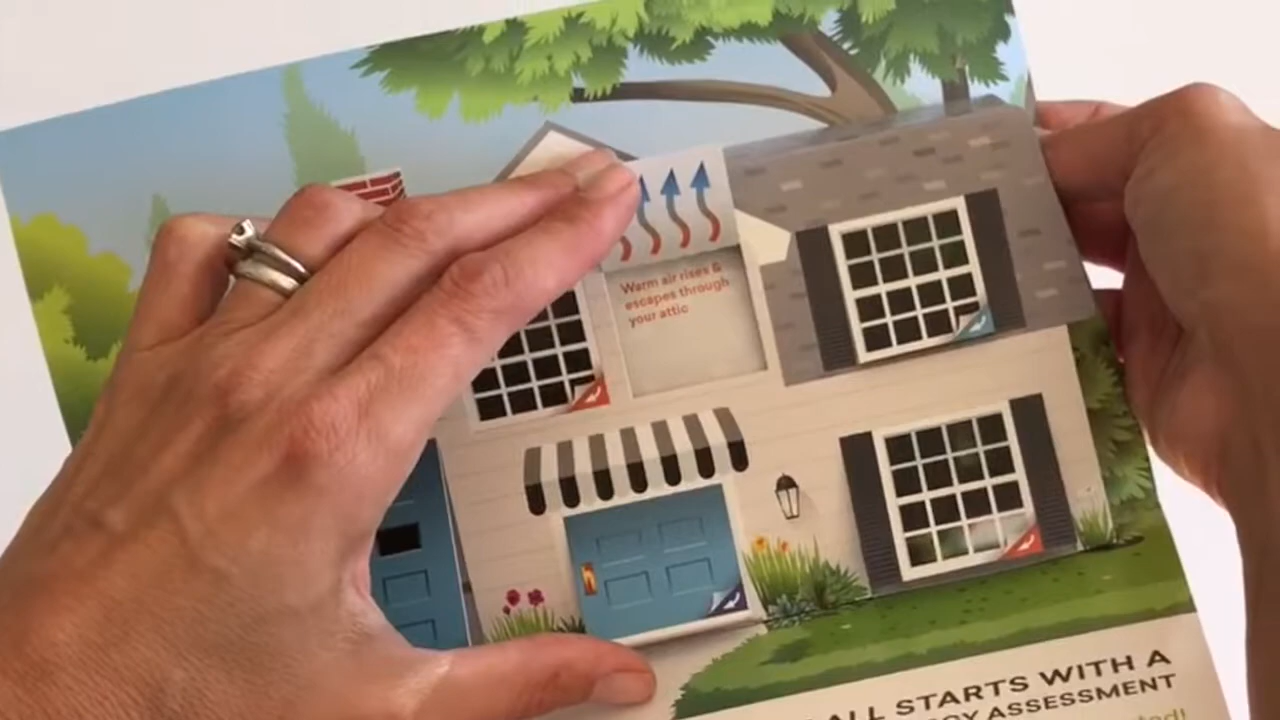 Warm air rises &
escapes through
your attic
ALL STARTS WITH A
ASSESSMENT